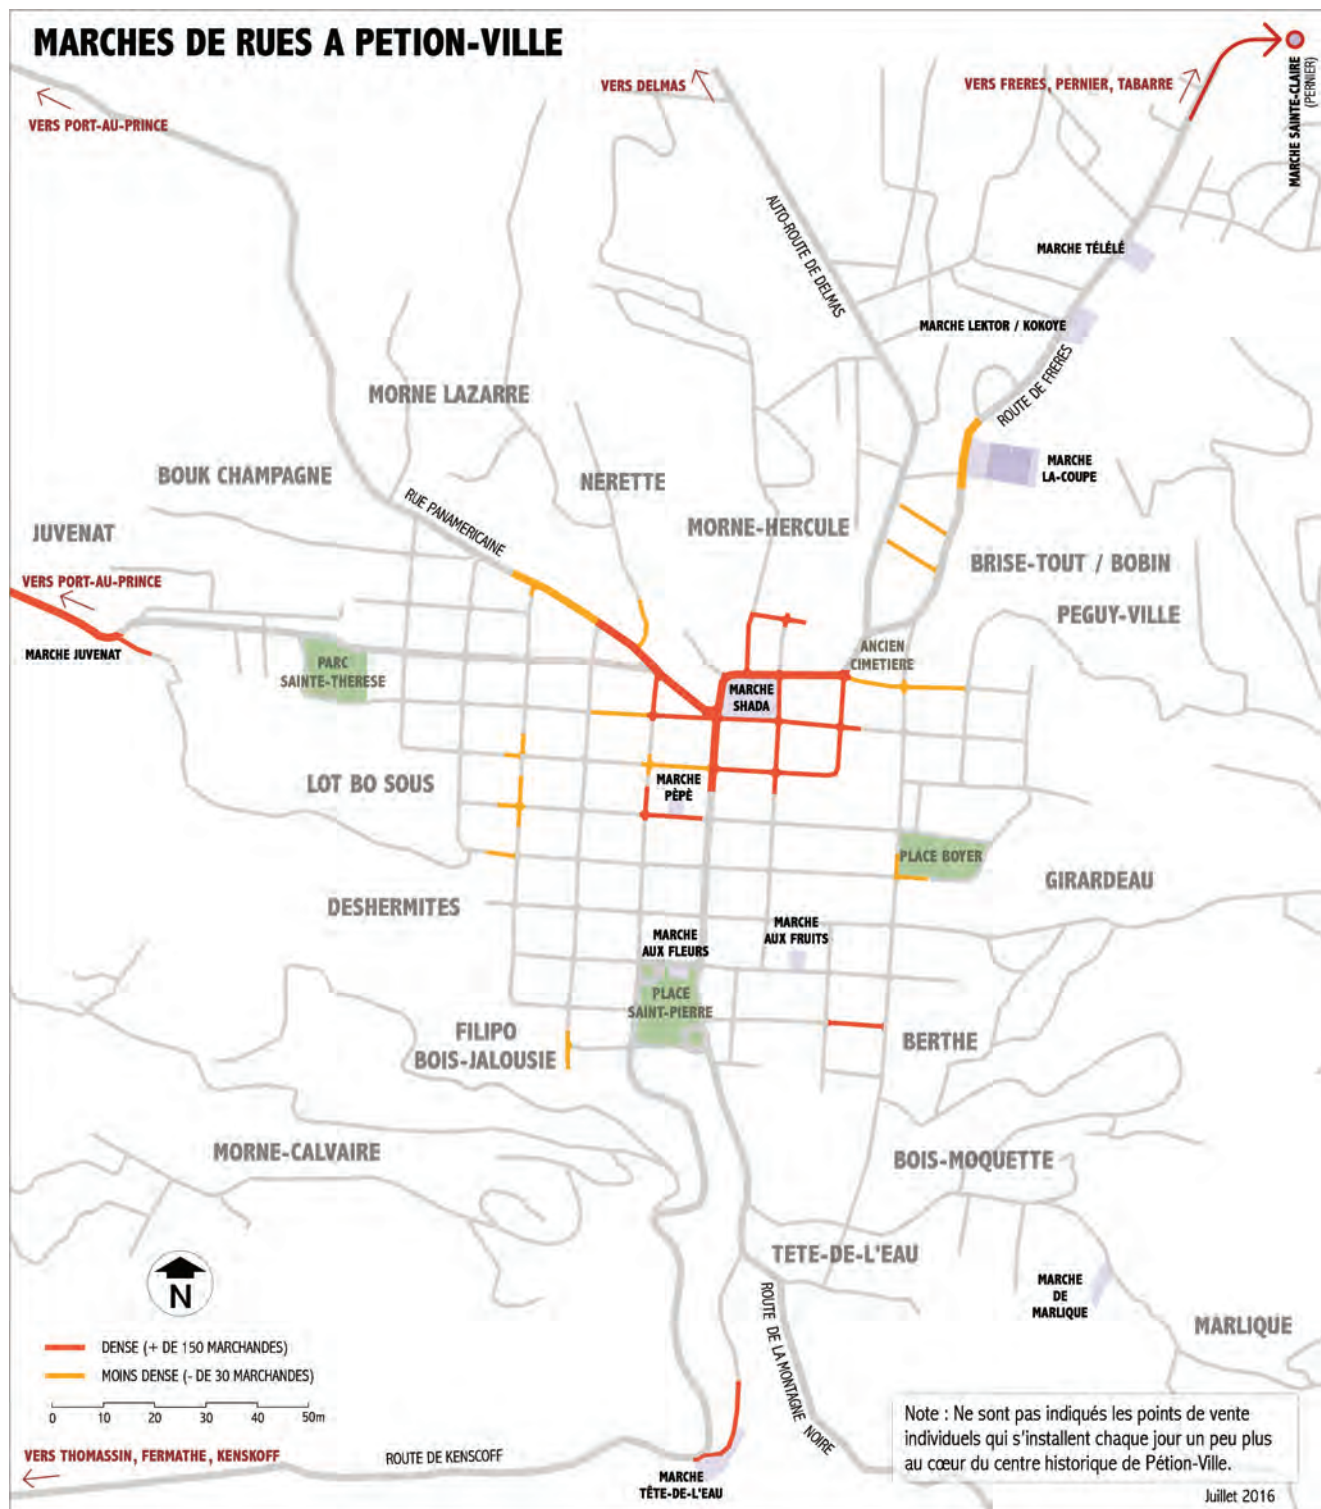 MARCHES DE RUES A PETION-VILLE
VERS DELMAS
VERS FRERES, PERNIER, TABARRE
MARCHE SAINTE-CLAIRE
(PERNIER)
VERS PORT-AU-PRINCE
AUTO-ROUTE DE DELMAS
MARCHE TÉLÉLÉ
MARCHE LEKTOR / KOKOYE
ROUTE DE FRERES
MORNE LAZARRE
BOUK CHAMPAGNE
NERETTE
MARCHE
LA-COUPE
RUE PANAMERICAINE
JUVENAT
MORNE-HERCULE
BRISE-TOUT / BOBIN
VERS PORT-AU-PRINCE
PEGUY-VILLE
MARCHE JUVENAT
PARC
SAINTE-THERESE
ANCIEN
CIMETIERE
MARCHE
SHADA
LOT BO SOUS
MARCHE
PÈPÈ
PLACE BOYER
GIRARDEAU
DESHERMITES
MARCHE
AUX FLEURS
MARCHE
AUX FRUITS
PLACE
SAINT-PIERRE
FILIPO
BOIS-JALOUSIE
BERTHE
MORNE-CALVAIRE
BOIS-MOQUETTE
TETE-DE-L'EAU
MARCHE
DE
MARLIQUE
MARLIQUE
ROUTE DE LA MONTAGNE NOIRE
N
DENSE (+ DE 150 MARCHANDES)
MOINS DENSE (- DE 30 MARCHANDES)
0 10 20 30 40 50m
VERS THOMASSIN, FERMATHE, KENSKOFF
ROUTE DE KENSCOFF
MARCHE
TÊTE-DE-L'EAU
Note : Ne sont pas indiqués les points de vente
individuels qui s'installent chaque jour un peu plus
au cœur du centre historique de Pétion-Ville.
Juillet 2016